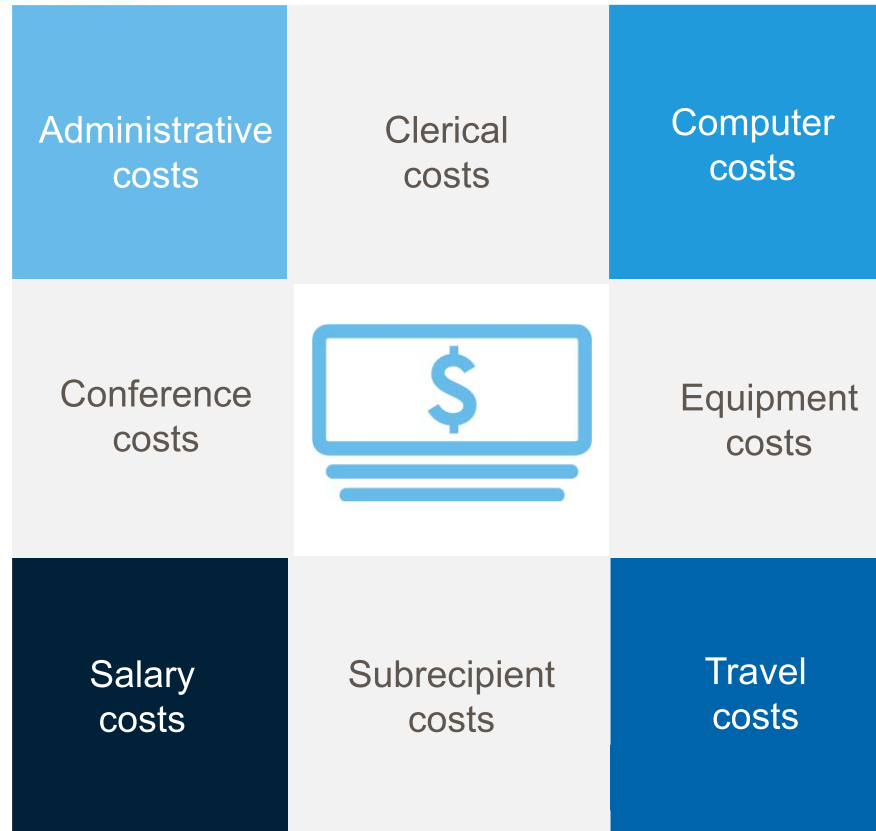 Administrative
costs
Clerical
costs
Computer
costs
Conference
costs
$
Equipment
costs
Salary
costs
Subrecipient
costs
Travel
costs